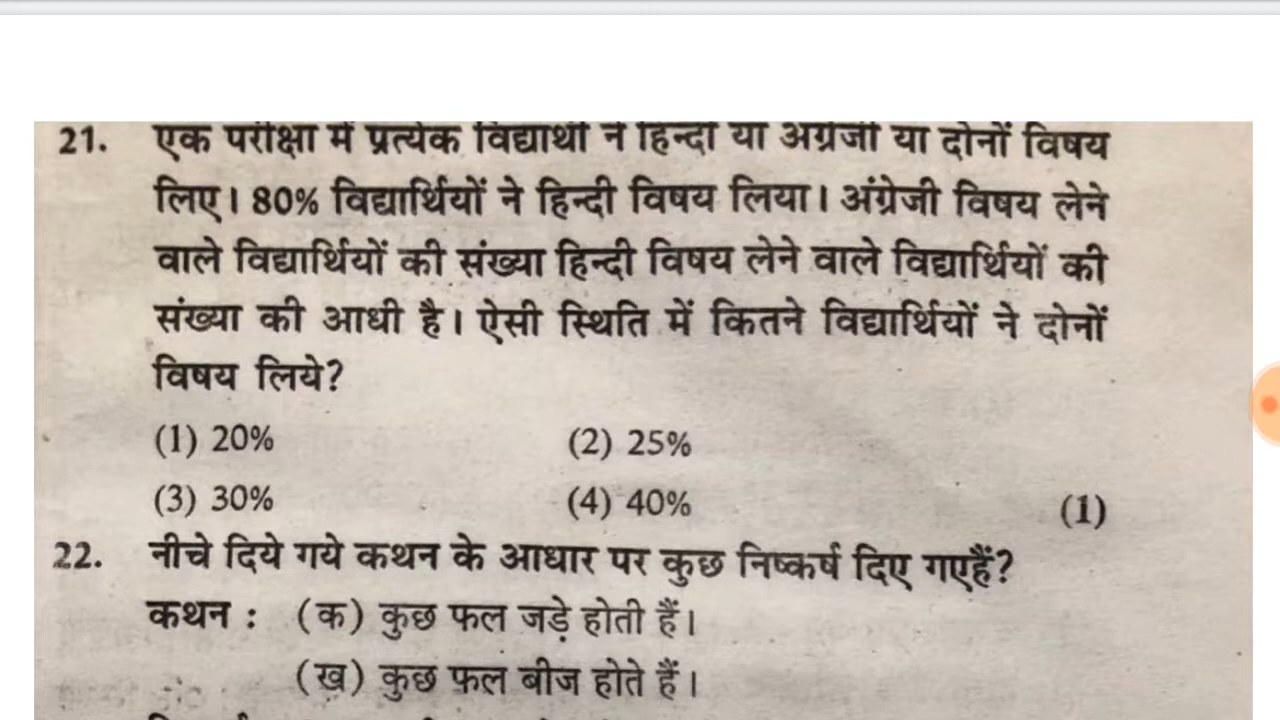 21. एक परीक्षा में प्रत्येक विद्यार्थी ने हिन्दी या अंग्रेजी या दोनों विषय
लिए। 80% विद्यार्थियों ने हिन्दी विषय लिया। अंग्रेजी विषय लेने
वाले विद्यार्थियों की संख्या हिन्दी विषय लेने वाले विद्यार्थियों की
संख्या की आधी है। ऐसी स्थिति में कितने विद्यार्थियों ने दोनों
विषय लिये?
(1) 20% (2) 25%
(3) 30% (4) 40% (1)
22. नीचे दिये गये कथन के आधार पर कुछ निष्कर्ष दिए गएहैं?
कथन : (क) कुछ फल जड़े होती हैं।
(ख) कुछ फल बीज होते हैं।